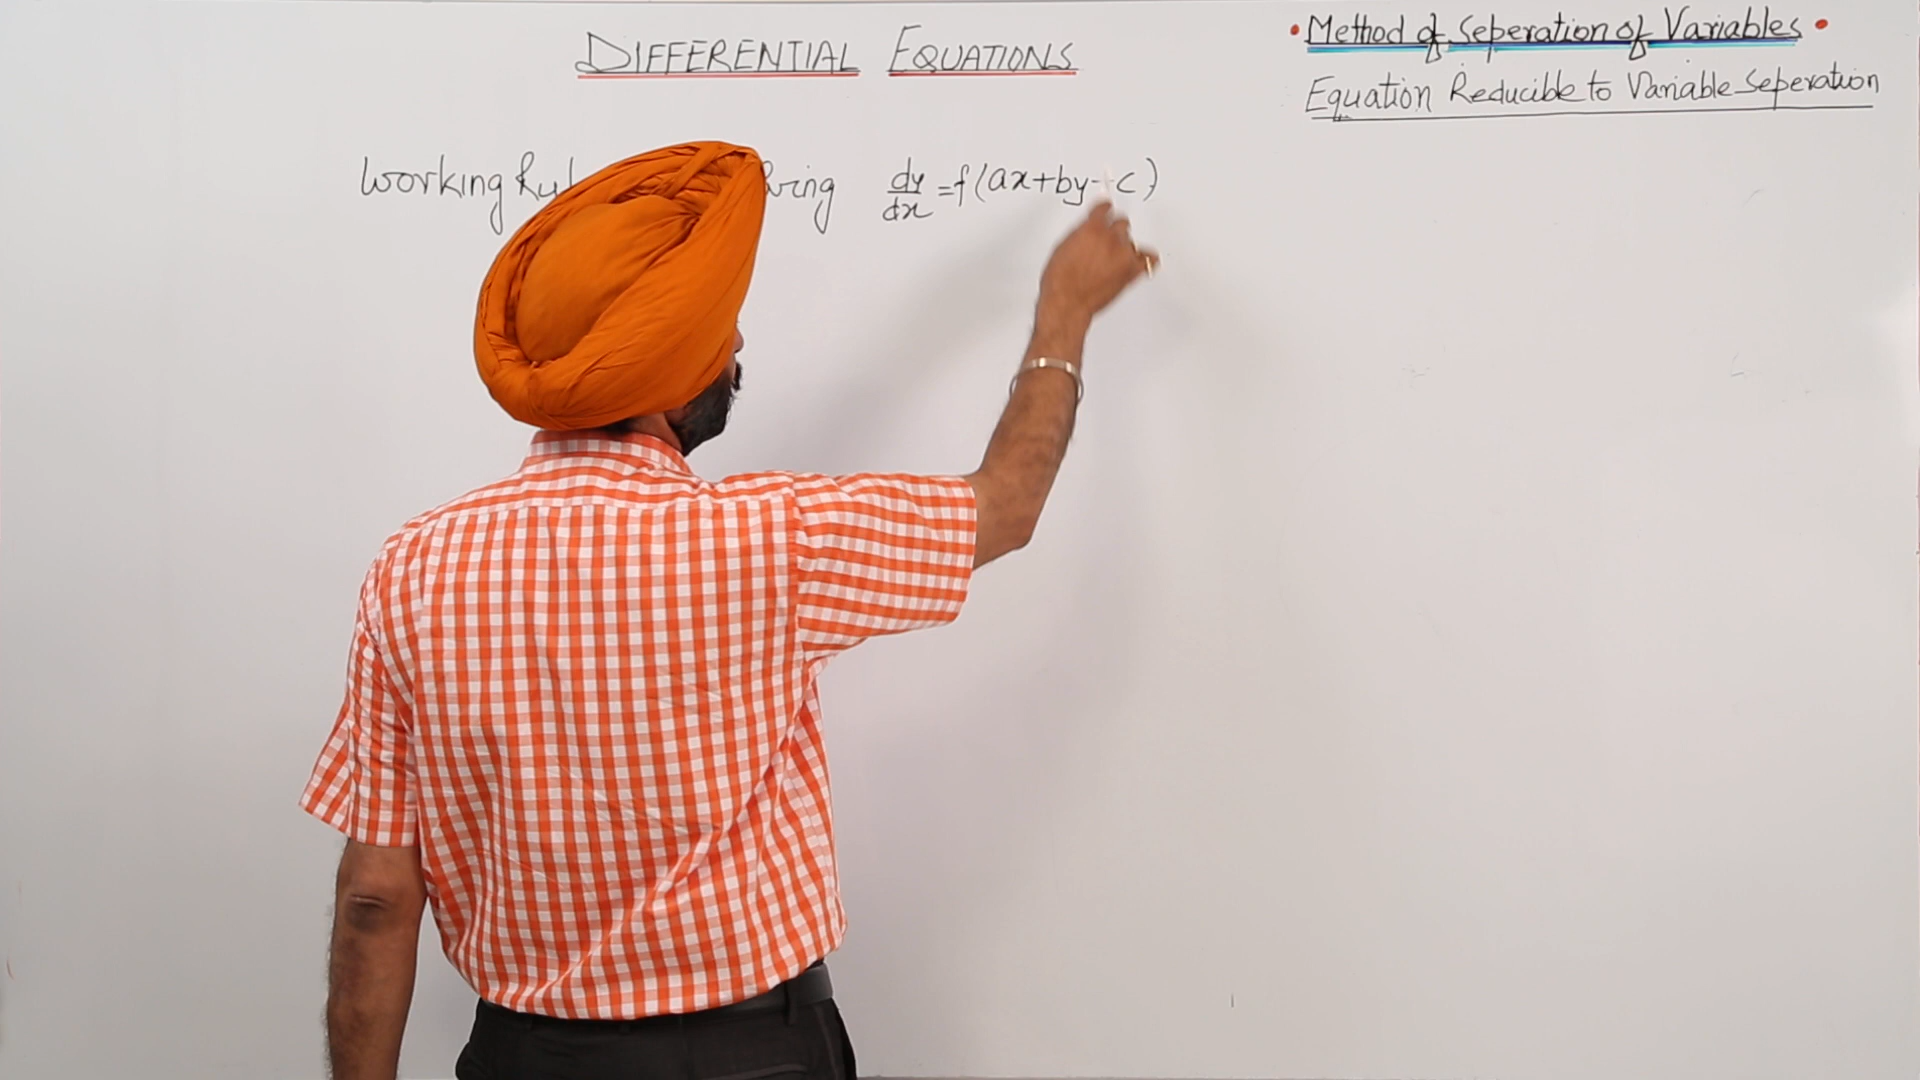 DIFFERENTIAL EQUATIONS
• Method of Seperation of Variables •
Equation Reducible to Variable Seperation
Working dy/dx = f(ax+by+c)